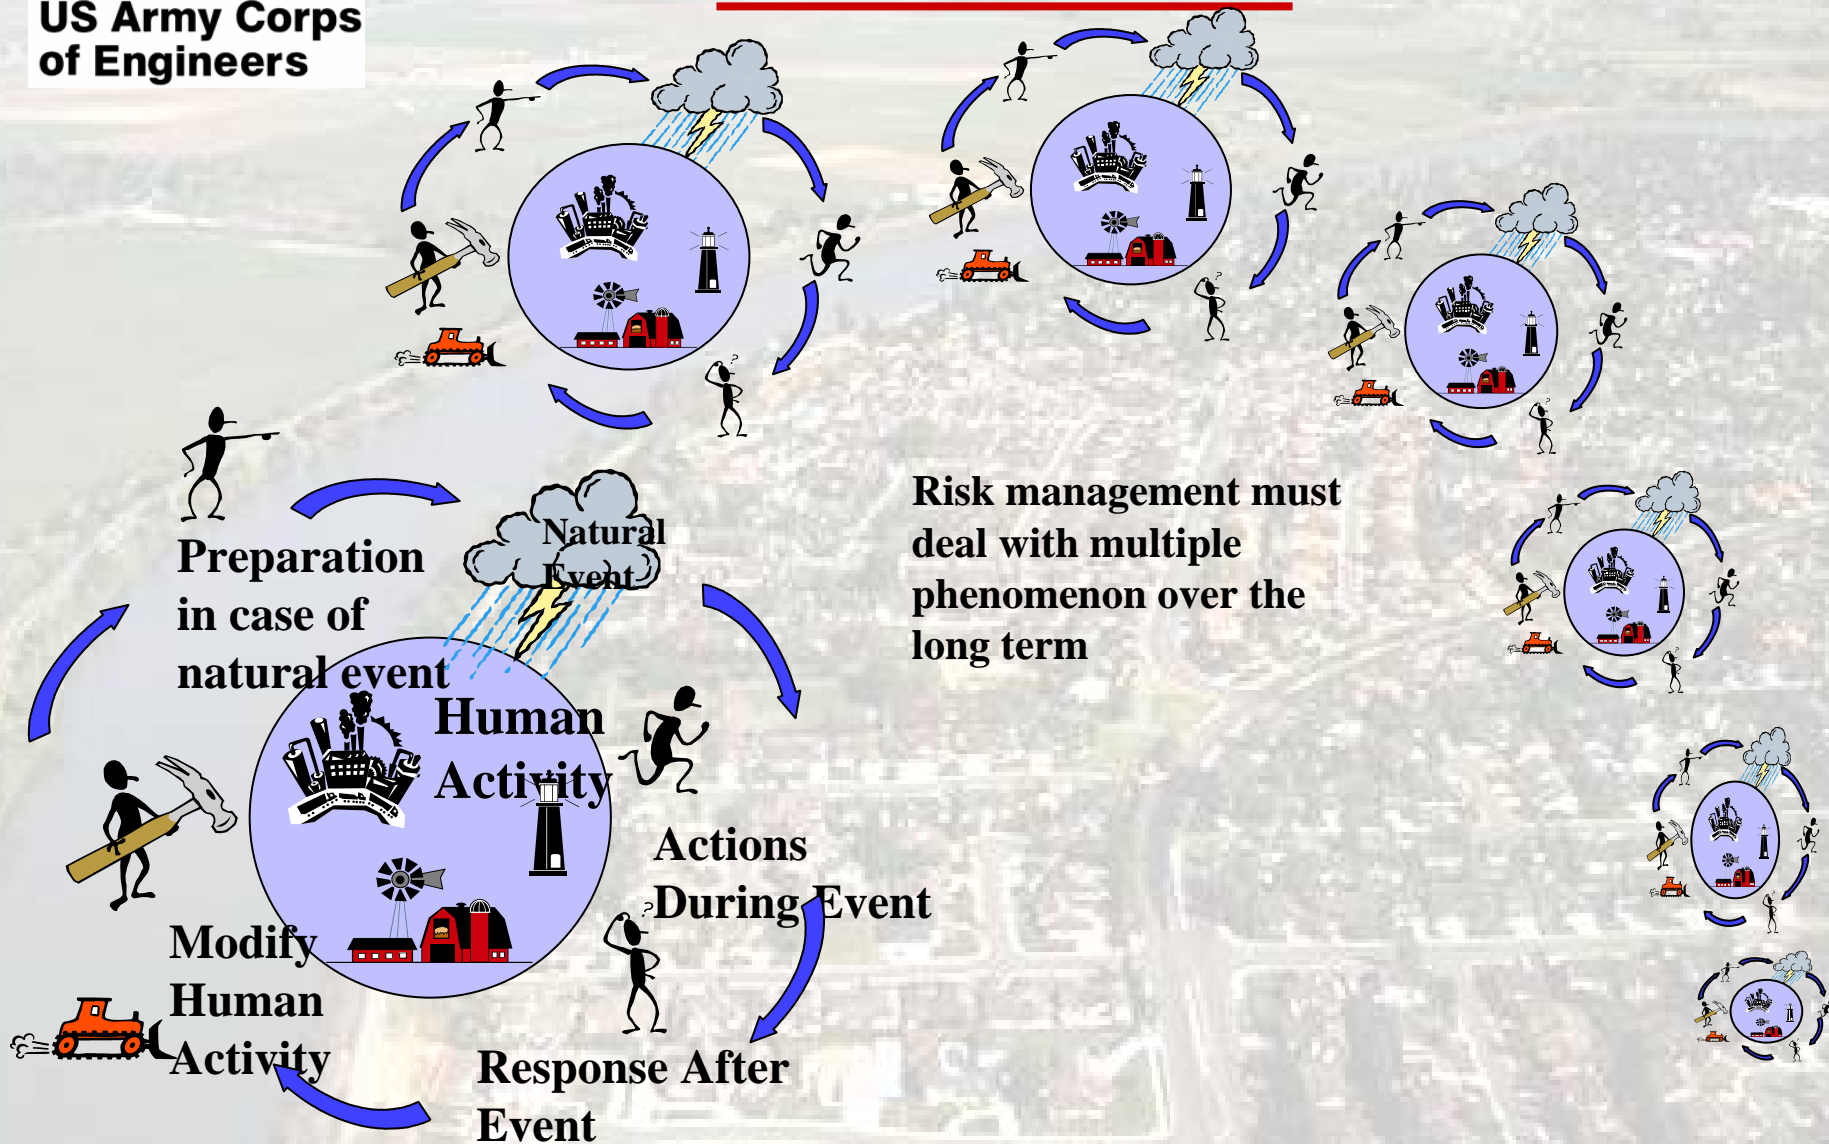 US Army Corps
of Engineers
Natural
Event
Preparation
in case of
natural event
Risk management must
deal with multiple
phenomenon over the
long term
Human
Activity
Actions
During Event
Modify
Human
Activity
Response After
Event